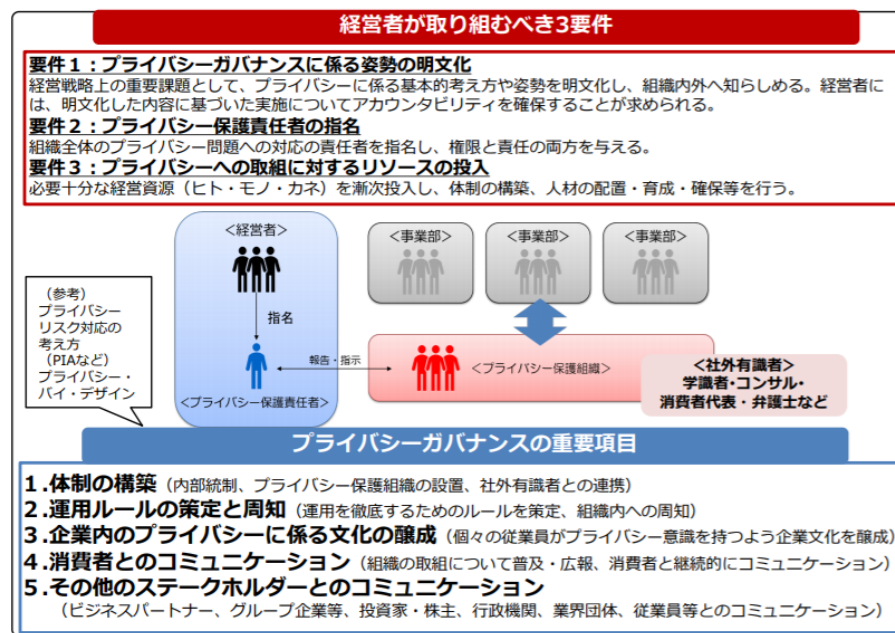 経営者が取り組むべき3要件
要件１：プライバシーガバナンスに係る姿勢の明文化
経営戦略上の重要課題として、プライバシーに係る基本的考え方や姿勢を明文化し、組織内外へ知らしめる。経営者に
は、明文化した内容に基づいた実施についてアカウンタビリティを確保することが求められる。
要件２：プライバシー保護責任者の指名
組織全体のプライバシー問題への対応の責任者を指名し、権限と責任の両方を与える。
要件３：プライバシーへの取組に対するリソースの投入
必要十分な経営資源（ヒト・モノ・カネ）を漸次投入し、体制の構築、人材の配置・育成・確保等を行う。
＜経営者＞
指名
＜プライバシー保護責任者＞
＜事業部＞
＜事業部＞
＜事業部＞
報告・指示
＜プライバシー保護組織＞
＜社外有識者＞
学識者・コンサル・
消費者代表・弁護士など
（参考）
プライバシー
リスク対応の
考え方
（PIAなど）
プライバシー・
バイ・デザイン
プライバシーガバナンスの重要項目
１.体制の構築（内部統制、プライバシー保護組織の設置、社外有識者との連携）
２.運用ルールの策定と周知（運用を徹底するためのルールを策定、組織内への周知）
３.企業内のプライバシーに係る文化の醸成（個々の従業員がプライバシー意識を持つよう企業文化を醸成）
４.消費者とのコミュニケーション（組織の取組について普及・広報、消費者と継続的にコミュニケーション）
５.その他のステークホルダーとのコミュニケーション
（ビジネスパートナー、グループ企業等、投資家・株主、行政機関、業界団体、従業員等とのコミュニケーション）